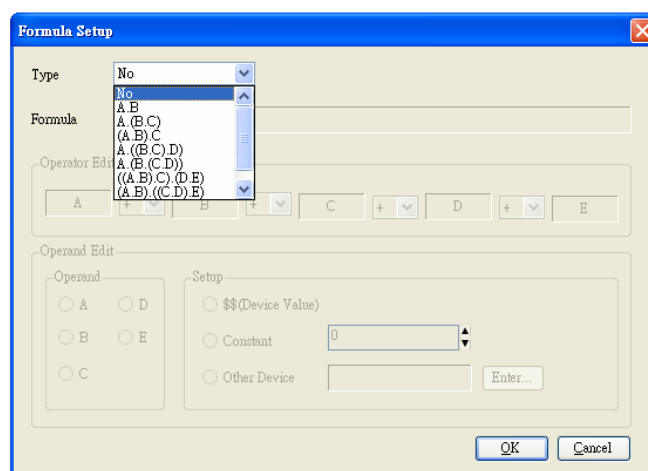 Formula Setup
Type No
No
A.B
Formula A.(B.C)
(A.B).C
A.((B.C).D)
A.(B.(C.D))
((A.B).C).(D.E)
(A.B).((C.D).E)
Operator Edi
A + B + C + D + E
Operand Edit
Operand Setup
A D $$(Device Value)
B E Constant 0
C Other Device Enter...
OK Cancel